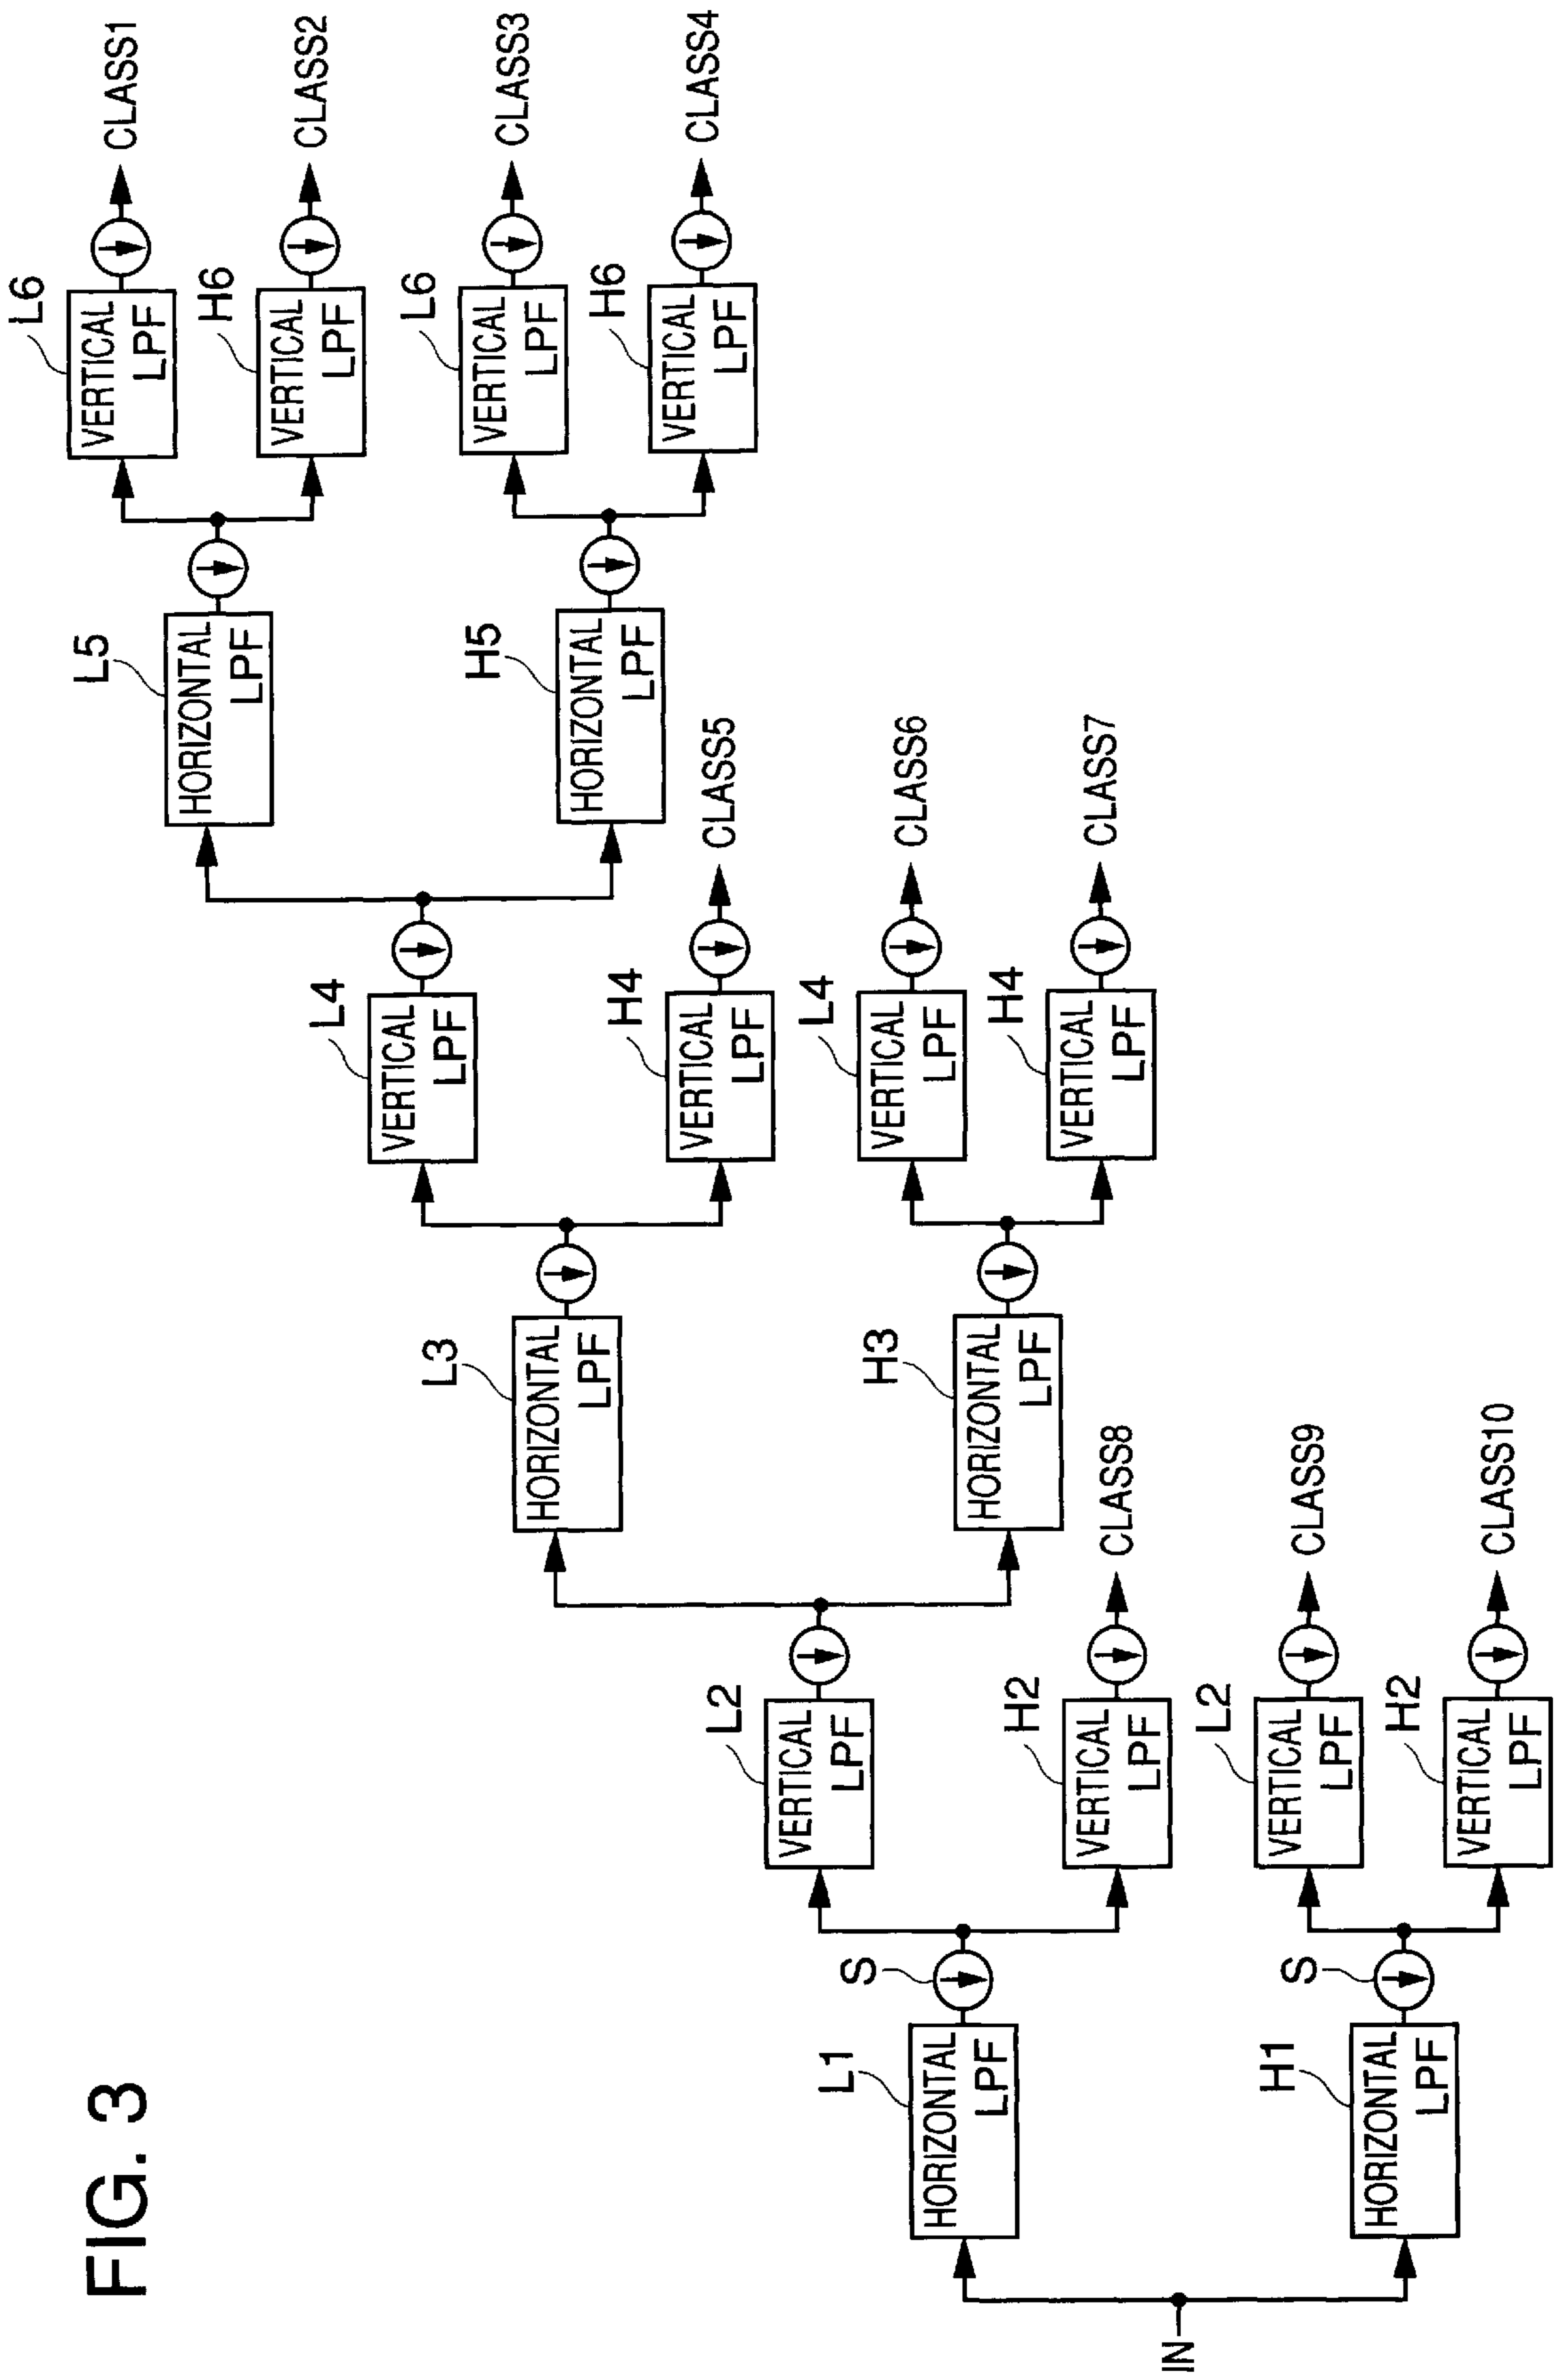 FIG. 3
IN
L1
HORIZONTAL
LPF
S
H1
HORIZONTAL
LPF
S
L2
VERTICAL
LPF
H2
VERTICAL
LPF
CLASS8
L2
VERTICAL
LPF
CLASS9
H2
VERTICAL
LPF
CLASS10
L3
HORIZONTAL
LPF
H3
HORIZONTAL
LPF
L4
VERTICAL
LPF
H4
VERTICAL
LPF
CLASS5
L4
VERTICAL
LPF
CLASS6
H4
VERTICAL
LPF
CLASS7
L5
HORIZONTAL
LPF
H5
HORIZONTAL
LPF
L6
VERTICAL
LPF
CLASS1
H6
VERTICAL
LPF
CLASS2
L6
VERTICAL
LPF
CLASS3
H6
VERTICAL
LPF
CLASS4